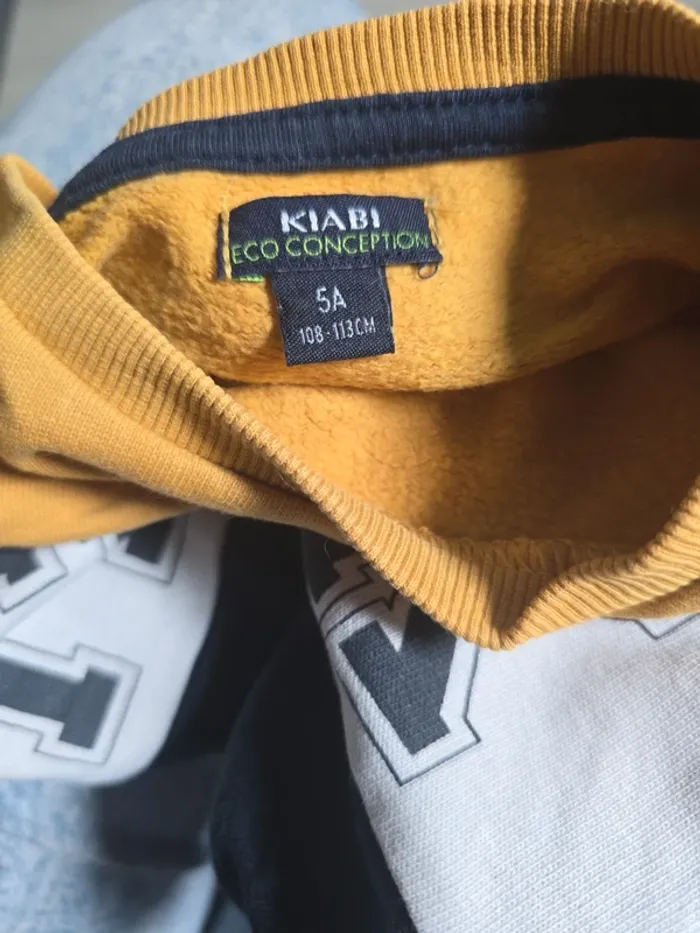 KIABI
ECO CONCEPTION
5A
108-113CM